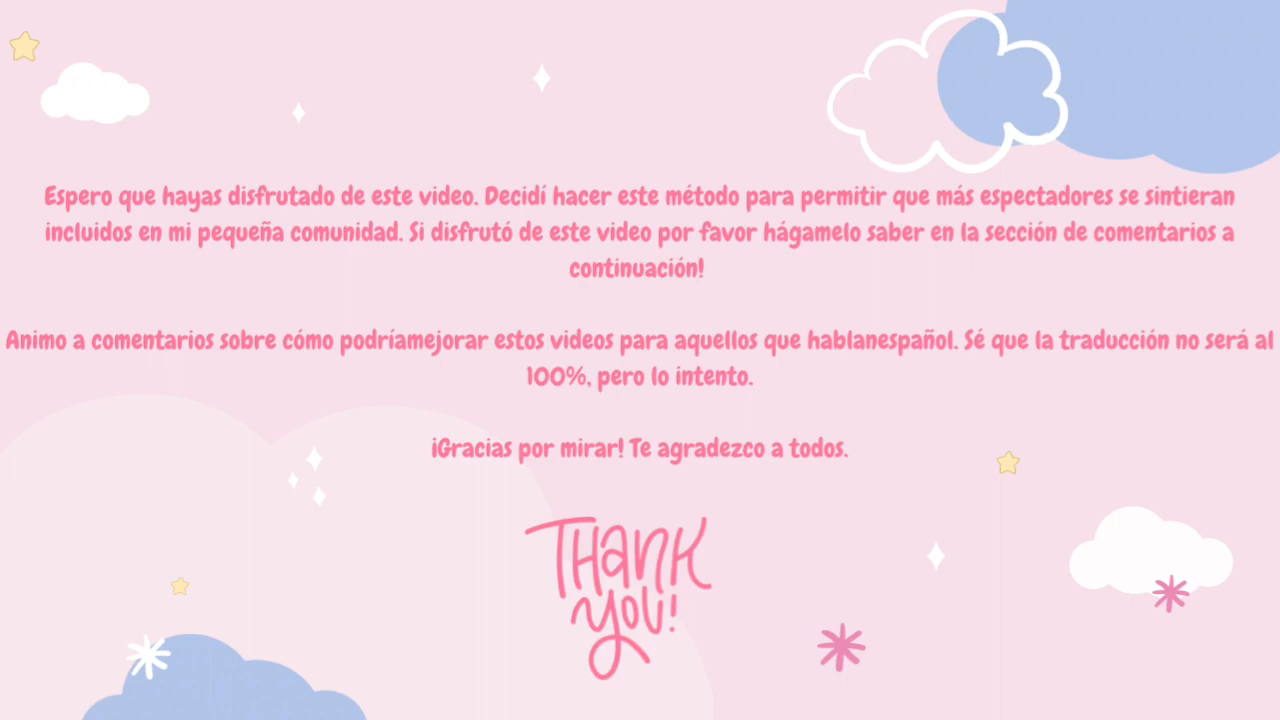 Espero que hayas disfrutado de este video. Decidí hacer este método para permitir que más espectadores se sintieran
incluidos en mi pequeña comunidad. Si disfrutó de este video por favor hágamelo saber en la sección de comentarios a
continuación!
Animo a comentarios sobre cómo podríamejorar estos videos para aquellos que hablanespañol. Sé que la traducción no será al
100%, pero lo intento.
¡Gracias por mirar! Te agradezco a todos.
THANK
YOU!